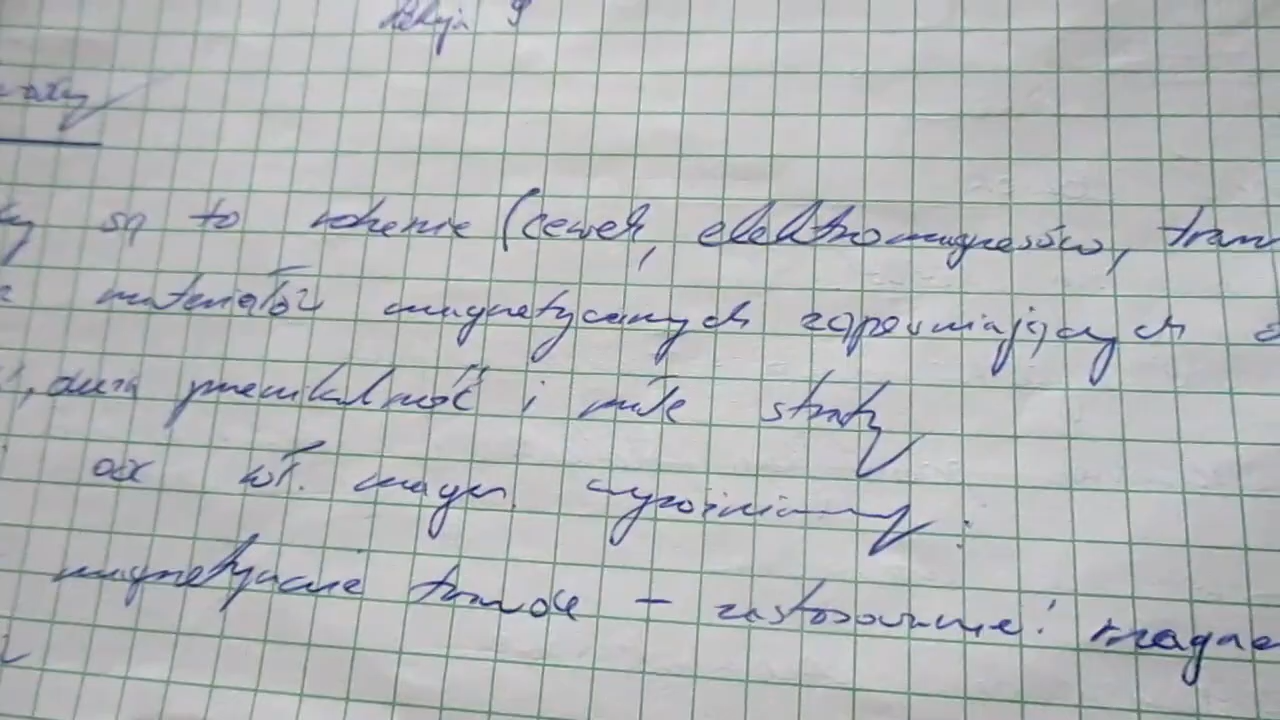 Lekcja 9
są to rdzenie (cewek, elektromagnesów, tran
z materiałów magnetycznych zapewniających
, duża przenikalność i małe straty
wł. magn. wyróżniamy :
magnetycznie twarde - zastosowanie: magne